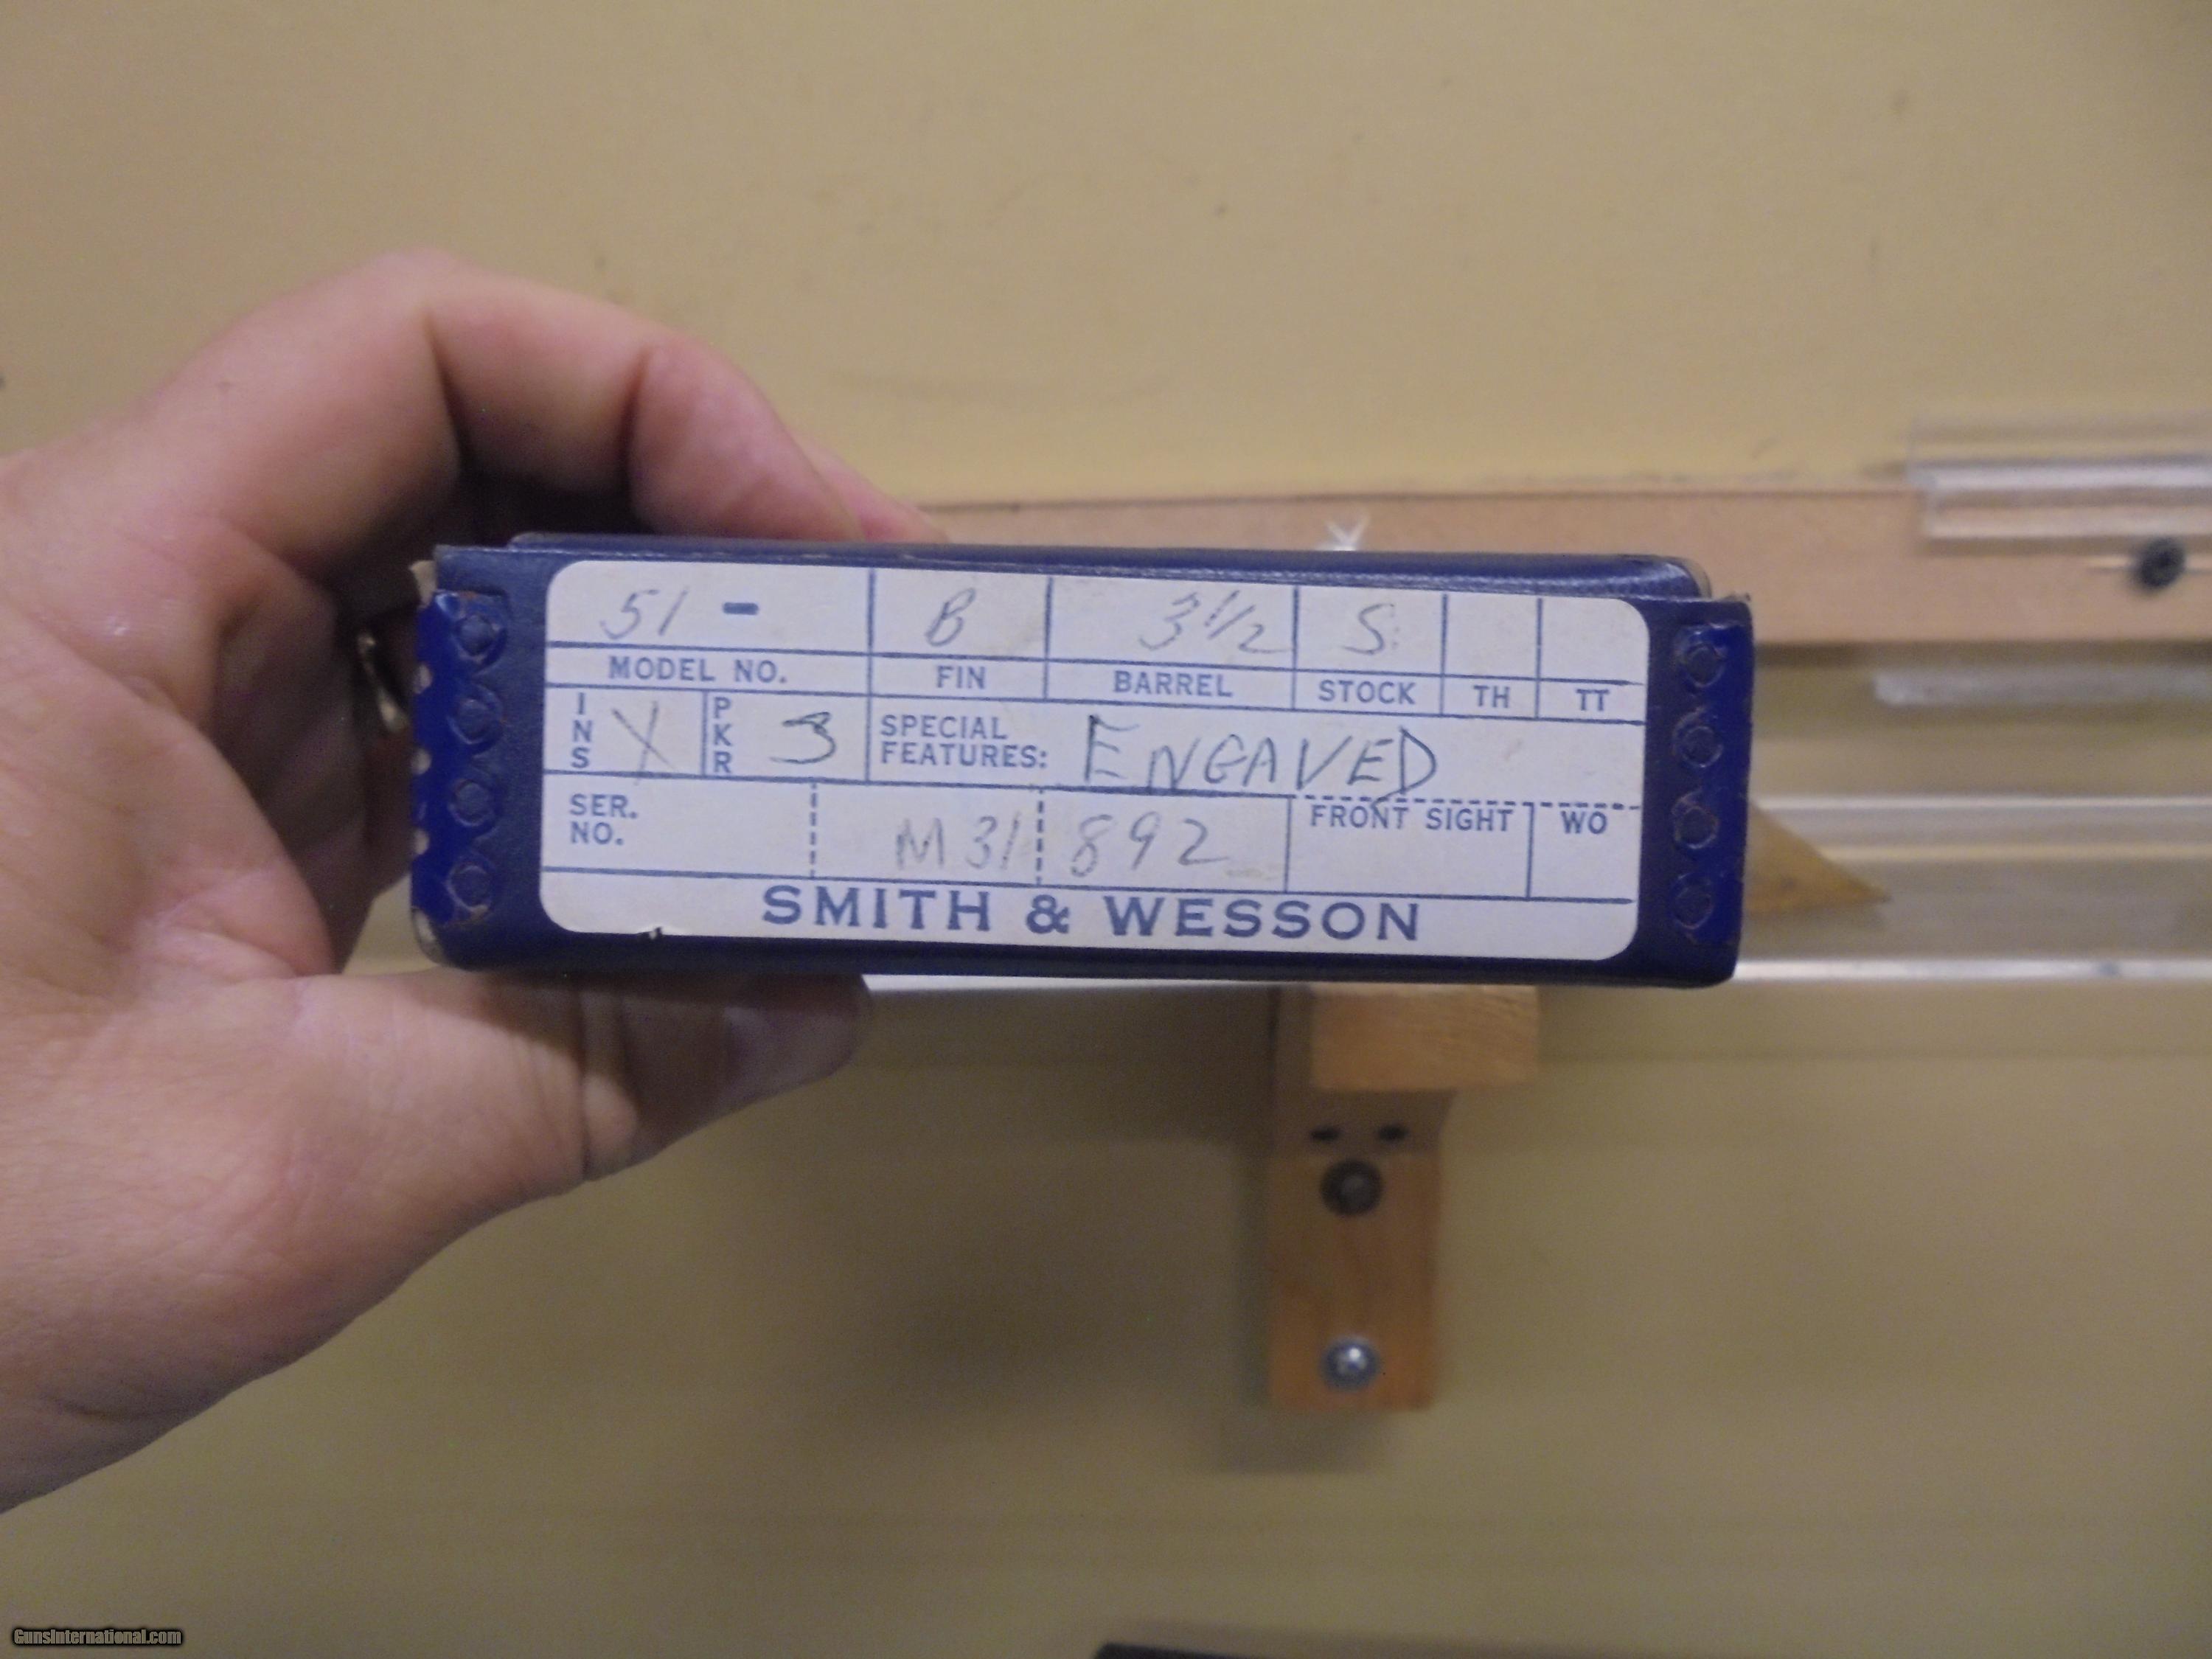 51 - B 3 1/2 S
MODEL NO. FIN BARREL STOCK TH TT
INS X PKR 3 SPECIAL FEATURES: ENGAVED
SER. NO. M31 892 FRONT SIGHT WO
SMITH & WESSON
GunsInternational.com